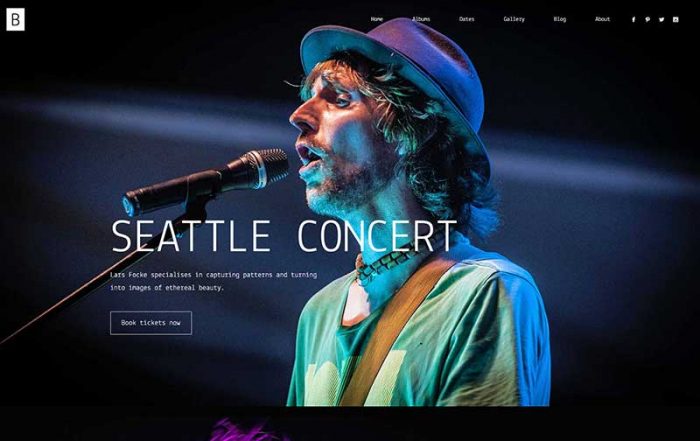 B
Home Albums Dates Gallery Blog About
SEATTLE CONCERT
Lars Focke specialises in capturing patterns and turning
into images of ethereal beauty.
Book tickets now